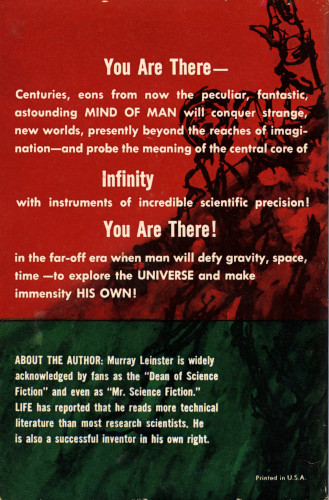 You Are There—
Centuries, eons from now the peculiar, fantastic,
astounding MIND OF MAN will conquer strange,
new worlds, presently beyond the reaches of imagi-
nation—and probe the meaning of the central core of
Infinity
with instruments of incredible scientific precision!
You Are There!
in the far-off era when man will defy gravity, space,
time —to explore the UNIVERSE and make
immensity HIS OWN!
ABOUT THE AUTHOR: Murray Leinster is widely
acknowledged by fans as the "Dean of Science
Fiction" and even as "Mr. Science Fiction."
LIFE has reported that he reads more technical
literature than most research scientists. He
is also a successful inventor in his own right.
Printed in U.S.A.